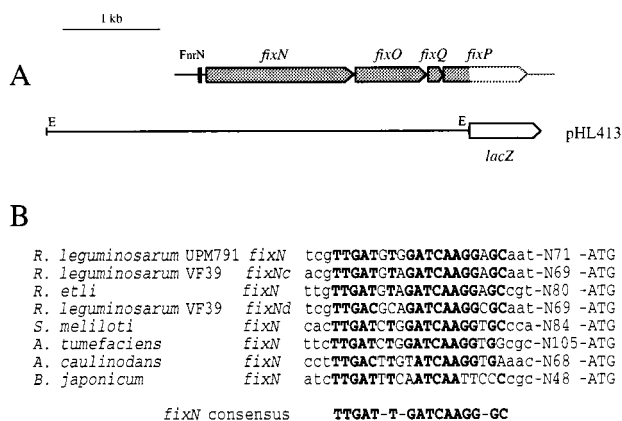 1 kb
A
FnrN fixN fixO fixQ fixP
E E pHL413
lacZ
B
R. leguminosarum UPM791 fixN tcgTTGATGTGGATCAAGGAGCaat-N71 -ATG
R. leguminosarum VF39 fixNc acgTTGATGTAGATCAAGGAGCaat-N69 -ATG
R. etli fixN ttgTTGATGTAGATCAAGGAGCcgt-N80 -ATG
R. leguminosarum VF39 fixNd ttgTTGACGCAGATCAAGGCGCaat-N69 -ATG
S. meliloti fixN cacTTGATCTGGATCAAGGTGCcca-N84 -ATG
A. tumefaciens fixN ttcTTGATCTGGATCAAGGTGGcgc-N105-ATG
A. caulinodans fixN cctTTGACTTGTATCAAGGTGAaac-N68 -ATG
B. japonicum fixN atcTTGATTTCAATCAATTCCCcgc-N48 -ATG
fixN consensus TTGAT-T-GATCAAGG-GC